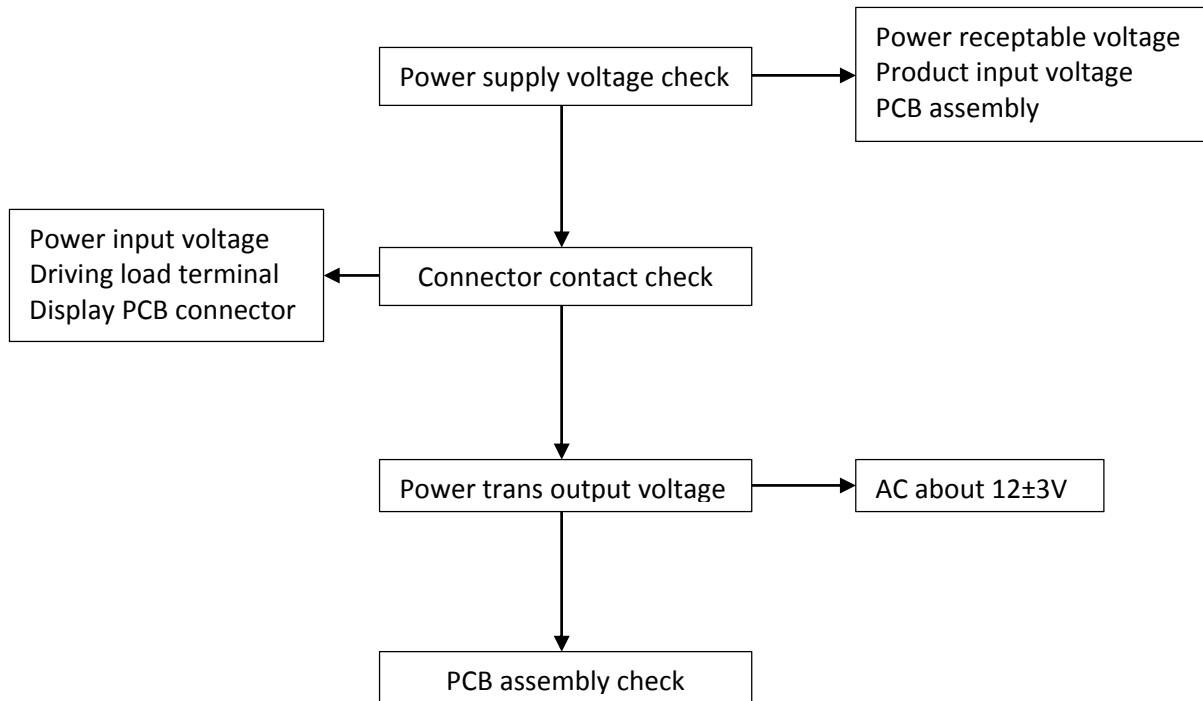 Power supply voltage check
Power receptable voltage
Product input voltage
PCB assembly
Power input voltage
Driving load terminal
Display PCB connector
Connector contact check
Power trans output voltage
AC about 12±3V
PCB assembly check